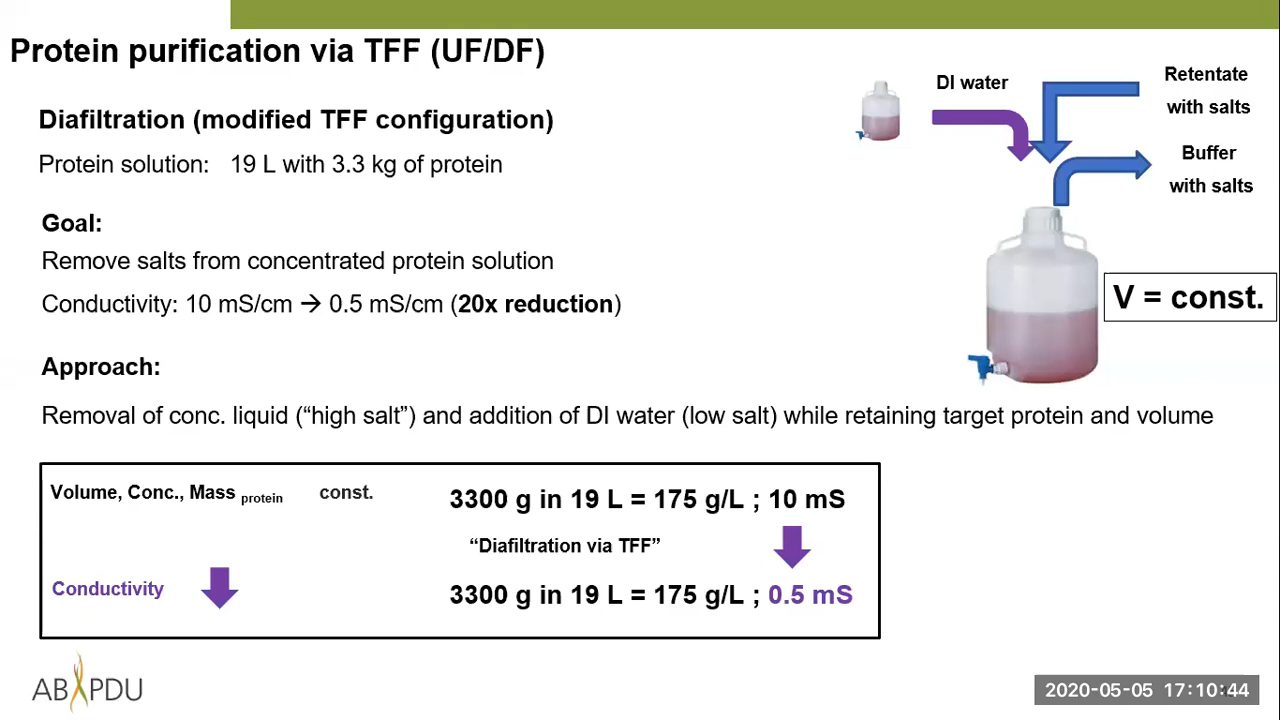 Protein purification via TFF (UF/DF)
DI water
Retentate
with salts
Buffer
with salts
V = const.
Diafiltration (modified TFF configuration)
Protein solution: 19 L with 3.3 kg of protein
Goal:
Remove salts from concentrated protein solution
Conductivity: 10 mS/cm → 0.5 mS/cm (20x reduction)
Approach:
Removal of conc. liquid (“high salt”) and addition of DI water (low salt) while retaining target protein and volume
Volume, Conc., Mass protein const.
3300 g in 19 L = 175 g/L ; 10 mS
“Diafiltration via TFF”
Conductivity
3300 g in 19 L = 175 g/L ; 0.5 mS
ABPDU
2020-05-05 17:10:44